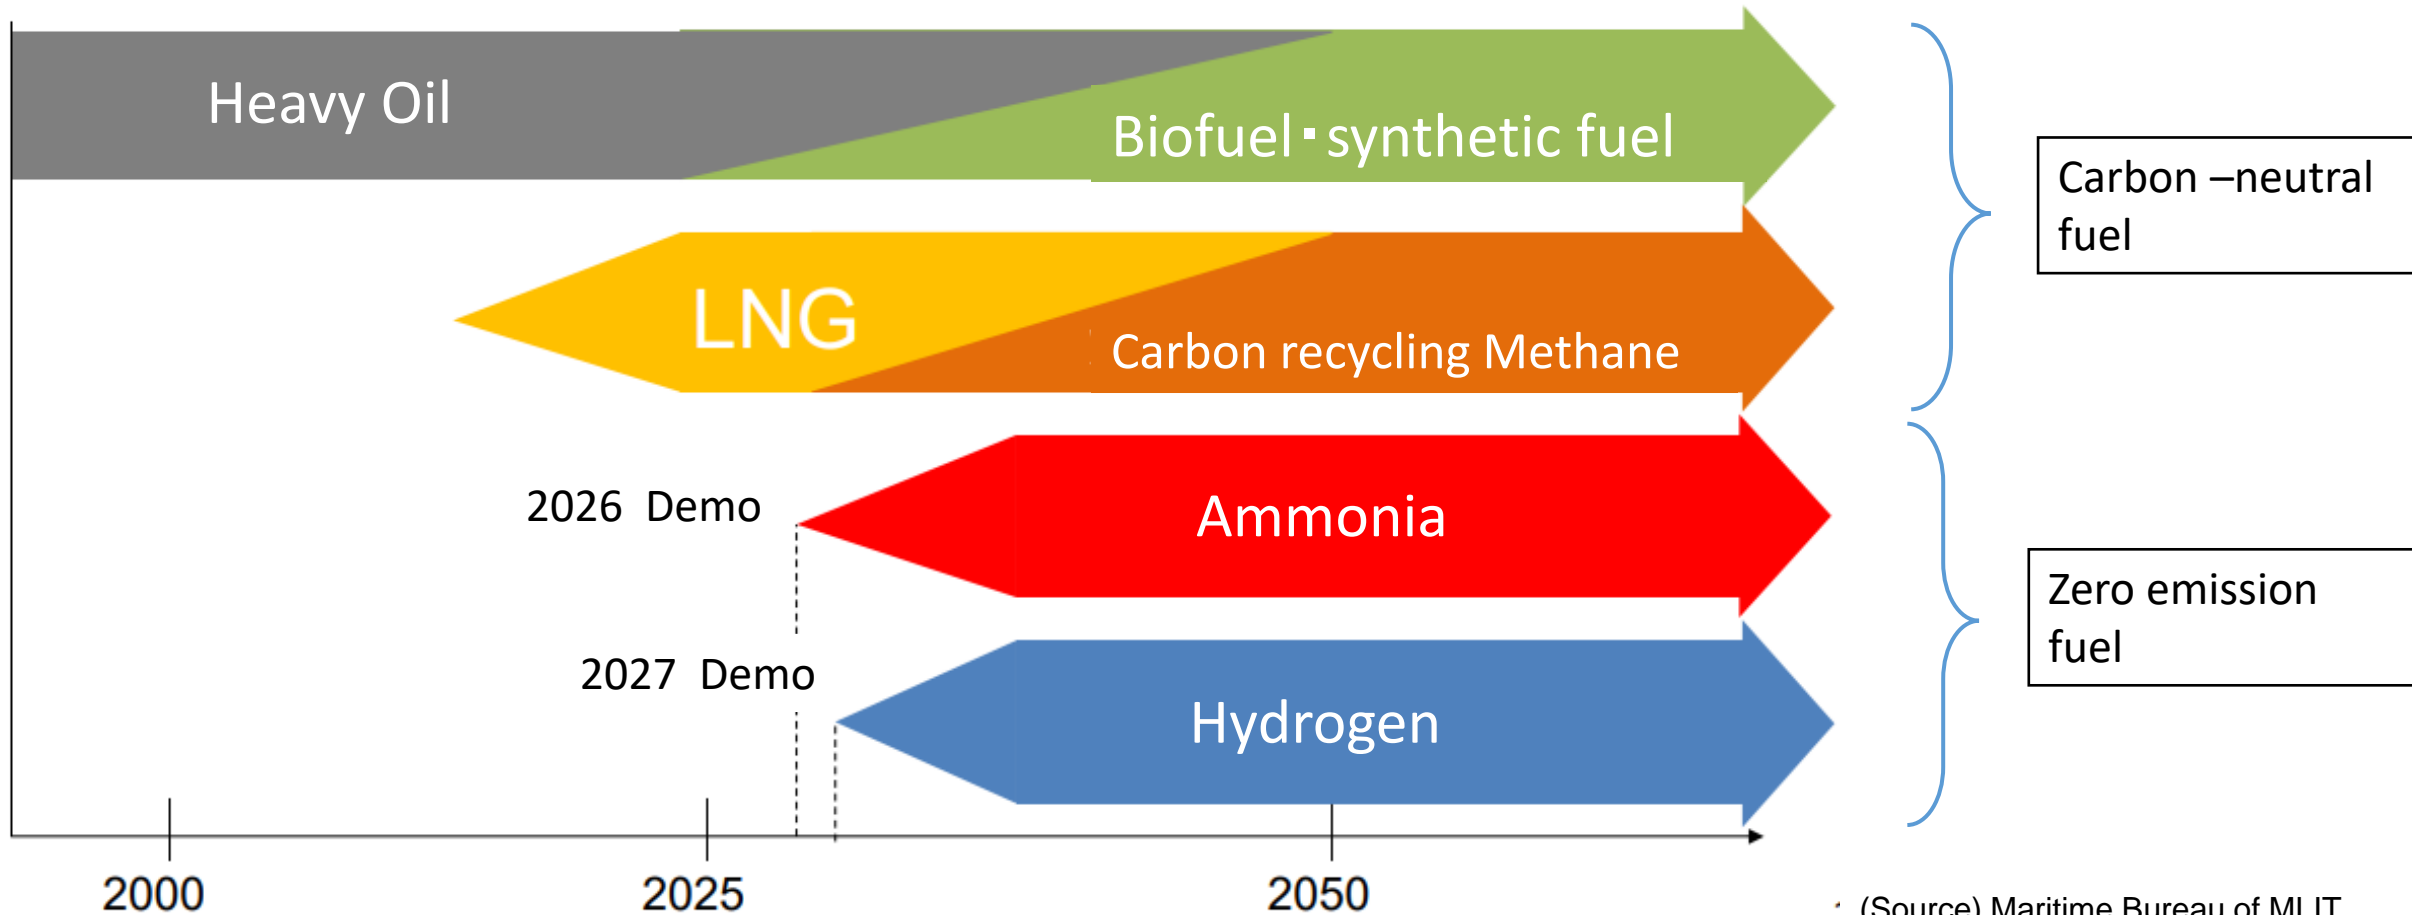 Heavy Oil
Biofuel・synthetic fuel
Carbon –neutral
fuel
LNG
Carbon recycling Methane
2026 Demo
Ammonia
Zero emission
fuel
2027 Demo
Hydrogen
2000
2025
2050
(Source) Maritime Bureau of MLIT